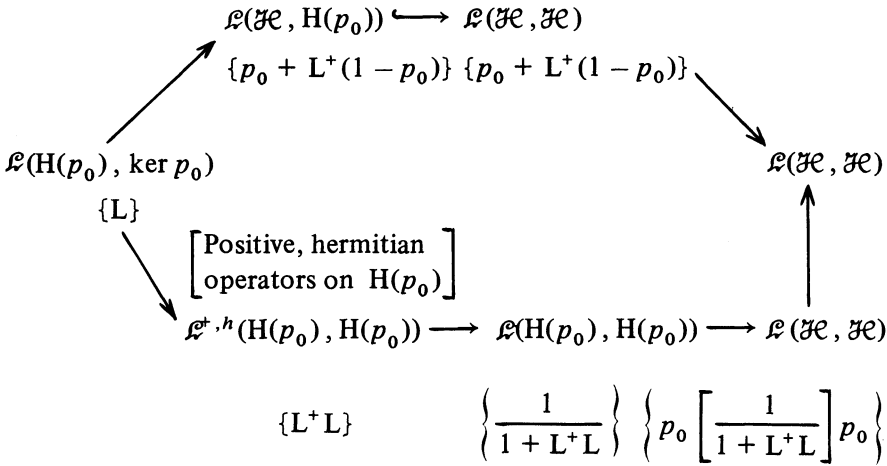 ℒ(ℋ, H(p₀)) ↪ ℒ(ℋ, ℋ)
{p₀ + L⁺(1 − p₀)} {p₀ + L⁺(1 − p₀)}
ℒ(H(p₀), ker p₀) ℒ(ℋ, ℋ)
{L}
[Positive, hermitian
operators on H(p₀)]
ℒ⁺,ʰ(H(p₀), H(p₀)) → ℒ(H(p₀), H(p₀)) → ℒ(ℋ, ℋ)
{L⁺L} {1 / (1 + L⁺L)} {p₀ [1 / (1 + L⁺L)] p₀}